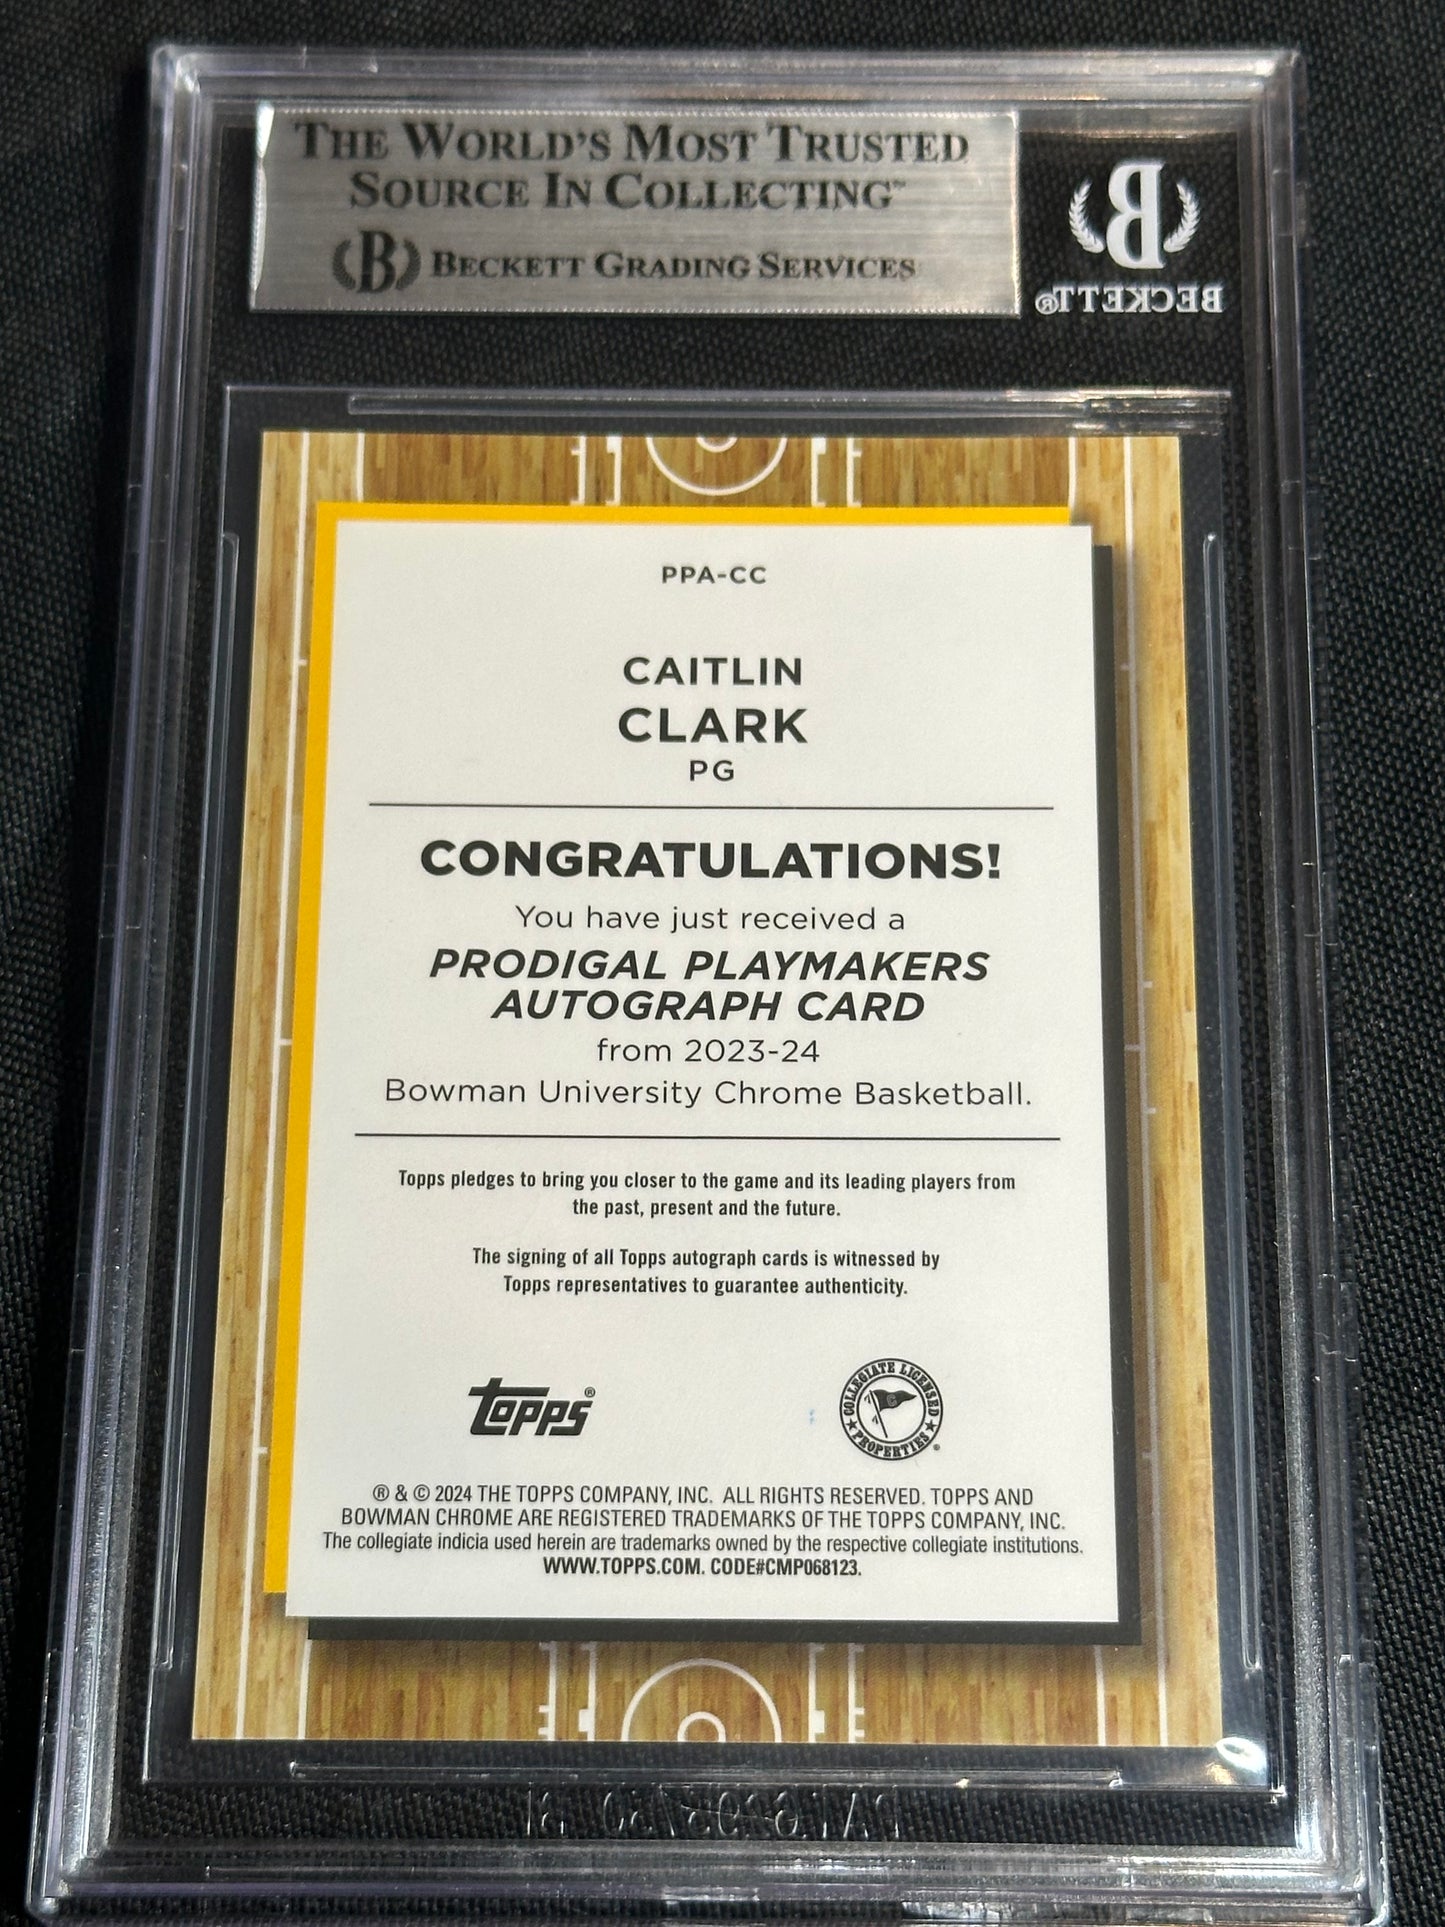 THE WORLD'S MOST TRUSTED
SOURCE IN COLLECTING™
B BECKETT GRADING SERVICES
B
BECKETT®
PPA-CC
CAITLIN
CLARK
PG
CONGRATULATIONS!
You have just received a
PRODIGAL PLAYMAKERS
AUTOGRAPH CARD
from 2023-24
Bowman University Chrome Basketball.
Topps pledges to bring you closer to the game and its leading players from
the past, present and the future.
The signing of all Topps autograph cards is witnessed by
Topps representatives to guarantee authenticity.
topps®
COLLEGIATE LICENSED
PROPERTIES®
® & © 2024 THE TOPPS COMPANY, INC. ALL RIGHTS RESERVED. TOPPS AND
BOWMAN CHROME ARE REGISTERED TRADEMARKS OF THE TOPPS COMPANY, INC.
The collegiate indicia used herein are trademarks owned by the respective collegiate institutions.
WWW.TOPPS.COM. CODE#CMP068123.